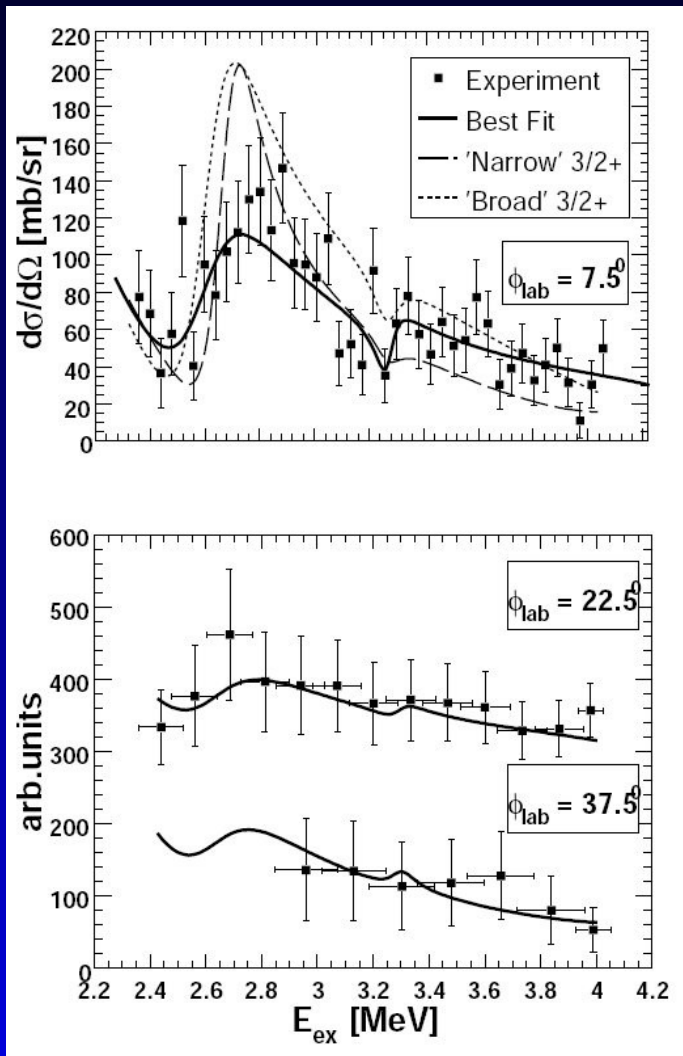 220
200
180
160
140
120
100
80
60
40
20
0
dσ/dΩ [mb/sr]
Experiment
Best Fit
'Narrow' 3/2+
'Broad' 3/2+
ϕlab = 7.5⁰
600
500
400
300
200
100
0
arb.units
ϕlab = 22.5⁰
ϕlab = 37.5⁰
2.2 2.4 2.6 2.8 3 3.2 3.4 3.6 3.8 4 4.2
Eex [MeV]